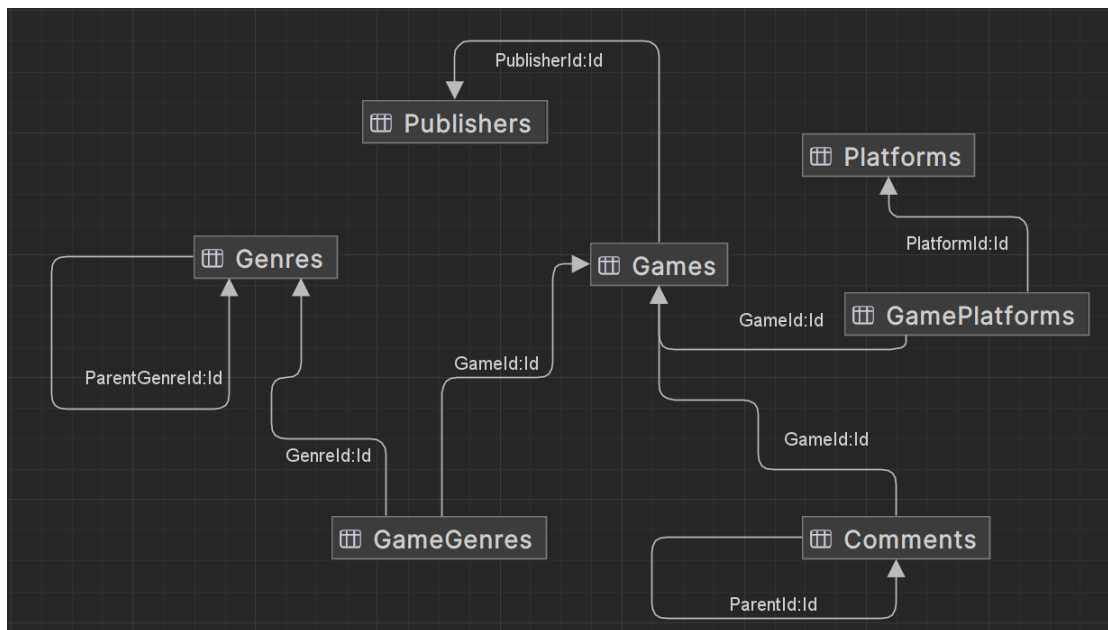 PublisherId:Id
Publishers
Platforms
PlatformId:Id
Genres
Games
GamePlatforms
GameId:Id
GameId:Id
ParentGenreId:Id
GameId:Id
GenreId:Id
GameGenres
Comments
ParentId:Id